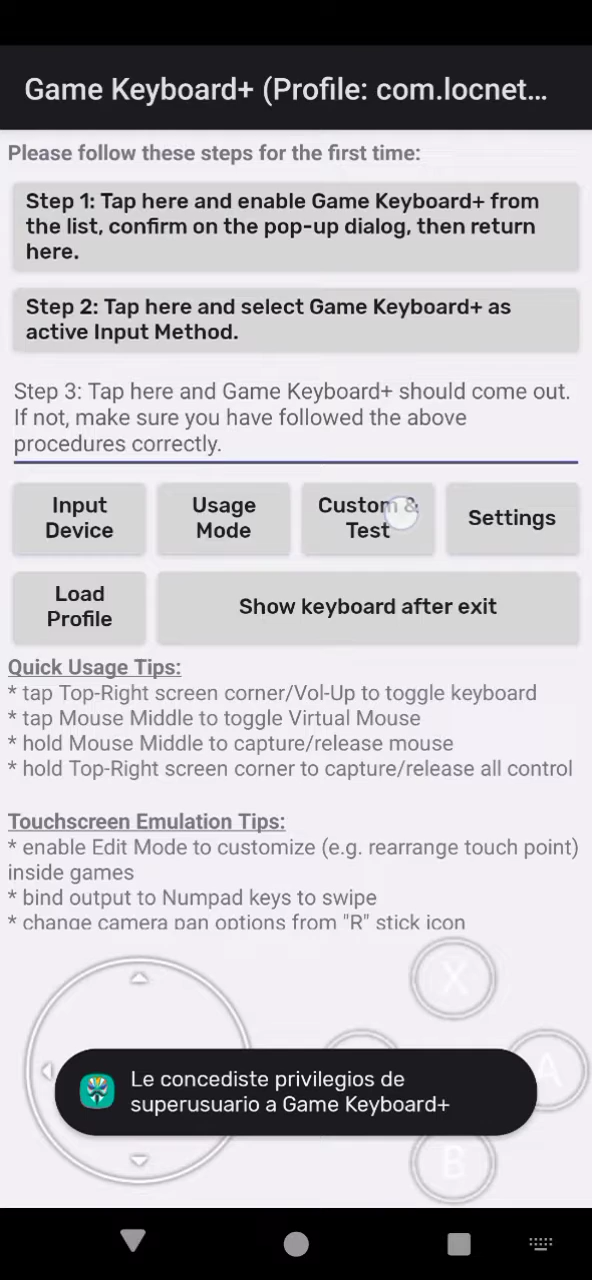 Game Keyboard+ (Profile: com.locnet...
Please follow these steps for the first time:
Step 1: Tap here and enable Game Keyboard+ from
the list, confirm on the pop-up dialog, then return
here.
Step 2: Tap here and select Game Keyboard+ as
active Input Method.
Step 3: Tap here and Game Keyboard+ should come out.
If not, make sure you have followed the above
procedures correctly.
Input
Device
Usage
Mode
Custom &
Test
Settings
Load
Profile
Show keyboard after exit
Quick Usage Tips:
* tap Top-Right screen corner/Vol-Up to toggle keyboard
* tap Mouse Middle to toggle Virtual Mouse
* hold Mouse Middle to capture/release mouse
* hold Top-Right screen corner to capture/release all control
Touchscreen Emulation Tips:
* enable Edit Mode to customize (e.g. rearrange touch point)
inside games
* bind output to Numpad keys to swipe
* change camera pan options from "R" stick icon
X
A
Le concediste privilegios de
superusuario a Game Keyboard+
B